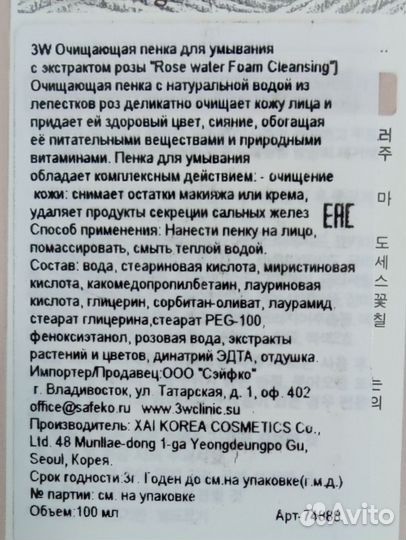 3W Очищающая пенка для умывания
с экстрактом розы "Rose water Foam Cleansing"]
Очищающая пенка с натуральной водой из
лепестков роз деликатно очищает кожу лица и
придает ей здоровый цвет, сияние, обогащая
её питательными веществами и природными
витаминами. Пенка для умывания
обладает комплексным действием: - очищение
кожи: снимает остатки макияжа или крема,
удаляет продукты секреции сальных желез EAC
Способ применения: Нанести пенку на лицо,
помассировать, смыть теплой водой.
Состав: вода, стеариновая кислота, миристиновая
кислота, какомедопропилбетаин, лауриновая
кислота, глицерин, сорбитан-оливат, лаурамид
стеарат глицерина,стеарат PEG-100,
феноксиэтанол, розовая вода, экстракты
растений и цветов, динатрий ЭДТА, отдушка.
Импортер/Продавец:ООО "Сэйфко"
г. Владивосток, ул. Татарская, д. 1, оф. 402
office@safeko.ru www.3wclinic.su
Производитель: XAI KOREA COSMETICS Co.,
Ltd. 48 Munllae-dong 1-ga Yeongdeungpo Gu,
Seoul, Корея.
Срок годности:3г. Годен до см.на упаковке(г.м.д.)
№ партии: см. на упаковке
Объем:100 мл Арт-74888
러
주 마
도
세
스
꽃
칠
는
의
Avito